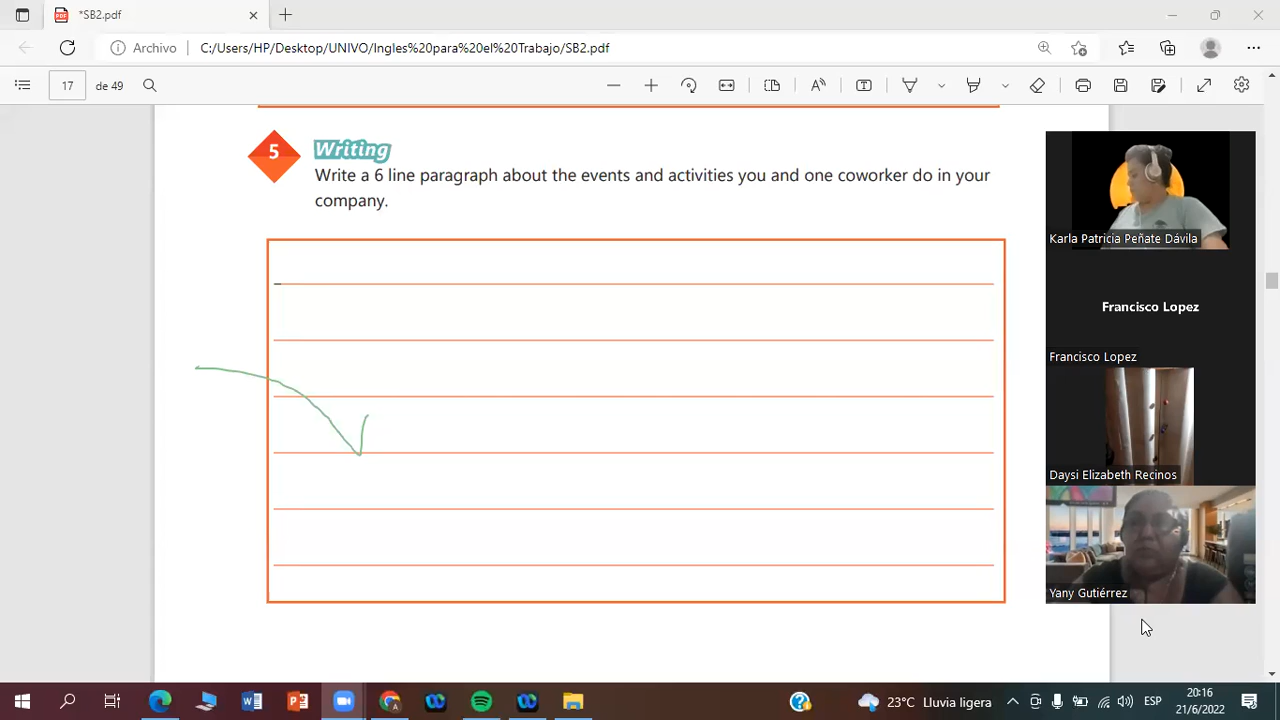 *SB2.pdf
Archivo C:/Users/HP/Desktop/UNIVO/Ingles%20para%20el%20Trabajo/SB2.pdf
17 de 49
5 Writing
Write a 6 line paragraph about the events and activities you and one coworker do in your
company.
Karla Patricia Peñate Dávila
Francisco Lopez
Francisco Lopez
Daysi Elizabeth Recinos
Yany Gutiérrez
23°C Lluvia ligera ESP 20:16
21/6/2022